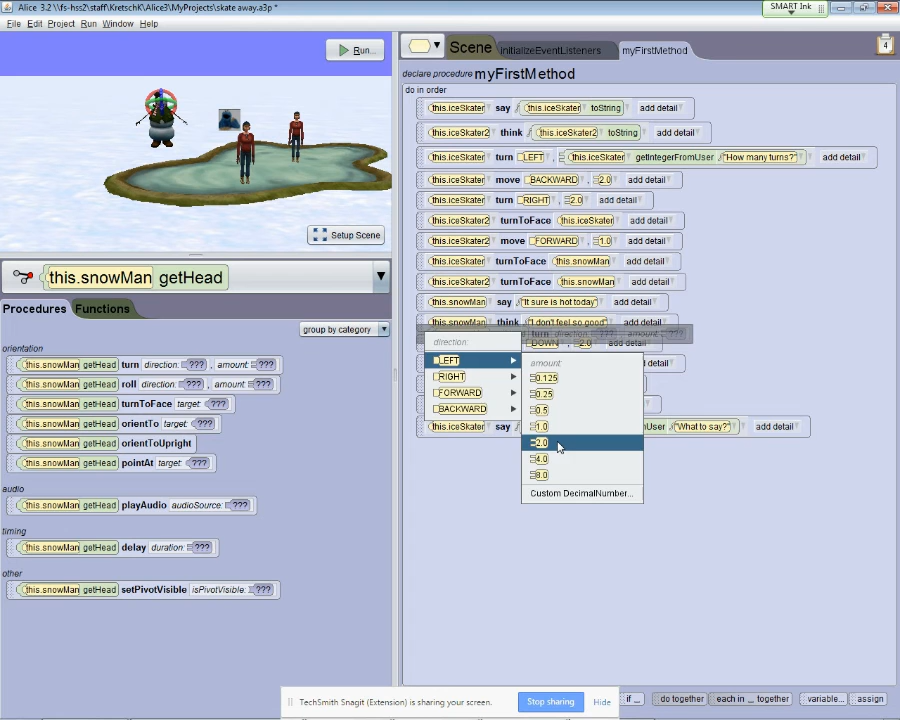 Alice 3.2 \\fs-hss2\staff\KretschK\Alice3\MyProjects\skate away.a3p *
SMART Ink
File Edit Project Run Window Help
Run...
Setup Scene
this.snowMan getHead
Procedures Functions
group by category
orientation
this.snowMan getHead turn direction: ??? , amount: ???
this.snowMan getHead roll direction: ??? , amount: ???
this.snowMan getHead turnToFace target: ???
this.snowMan getHead orientTo target: ???
this.snowMan getHead orientToUpright
this.snowMan getHead pointAt target: ???
audio
this.snowMan getHead playAudio audioSource: ???
timing
this.snowMan getHead delay duration: ???
other
this.snowMan getHead setPivotVisible isPivotVisible: ???
Scene initializeEventListeners myFirstMethod
4
declare procedure myFirstMethod
do in order
this.iceSkater say this.iceSkater toString add detail
this.iceSkater2 think this.iceSkater2 toString add detail
this.iceSkater turn LEFT , this.iceSkater getIntegerFromUser "How many turns?" add detail
this.iceSkater move BACKWARD , 2.0 add detail
this.iceSkater turn RIGHT , 2.0 add detail
this.iceSkater2 turnToFace this.iceSkater add detail
this.iceSkater2 move FORWARD , 1.0 add detail
this.iceSkater turnToFace this.snowMan add detail
this.iceSkater2 turnToFace this.snowMan add detail
this.snowMan say "It sure is hot today" add detail
this.snowMan think "I don't feel so good" add detail
turn direction: ??? , amount: ???
DOWN , 2.0 add detail
direction:
LEFT
RIGHT
FORWARD
BACKWARD
amount:
0.125
0.25
0.5
1.0
2.0
4.0
8.0
Custom DecimalNumber...
this.iceSkater say "What to say?" add detail
TechSmith Snagit (Extension) is sharing your screen. Stop sharing Hide
if _ do together each in _ together variable... assign